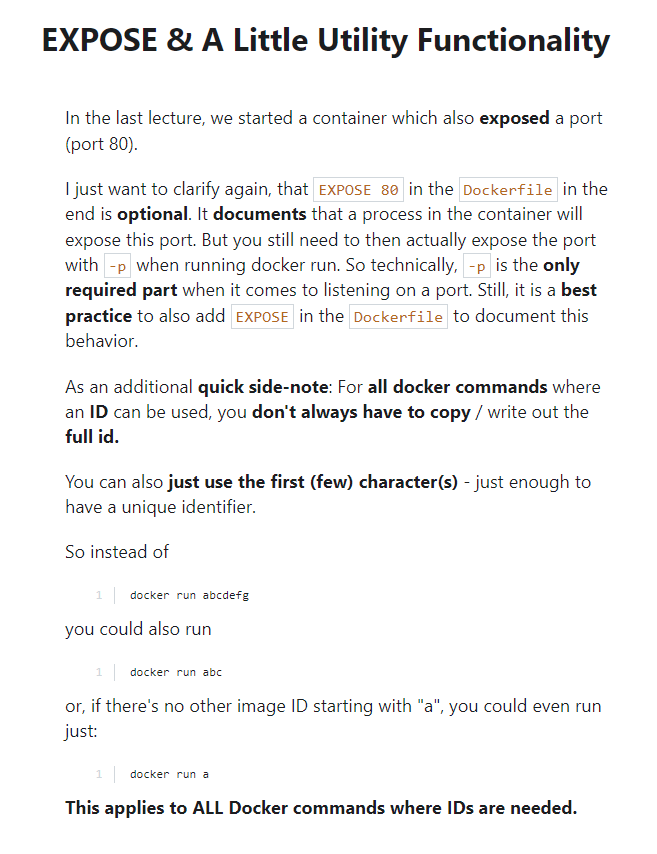 EXPOSE & A Little Utility Functionality
In the last lecture, we started a container which also exposed a port
(port 80).
I just want to clarify again, that EXPOSE 80 in the Dockerfile in the
end is optional. It documents that a process in the container will
expose this port. But you still need to then actually expose the port
with -p when running docker run. So technically, -p is the only
required part when it comes to listening on a port. Still, it is a best
practice to also add EXPOSE in the Dockerfile to document this
behavior.
As an additional quick side-note: For all docker commands where
an ID can be used, you don't always have to copy / write out the
full id.
You can also just use the first (few) character(s) - just enough to
have a unique identifier.
So instead of
1 docker run abcdefg
you could also run
1 docker run abc
or, if there's no other image ID starting with "a", you could even run
just:
1 docker run a
This applies to ALL Docker commands where IDs are needed.